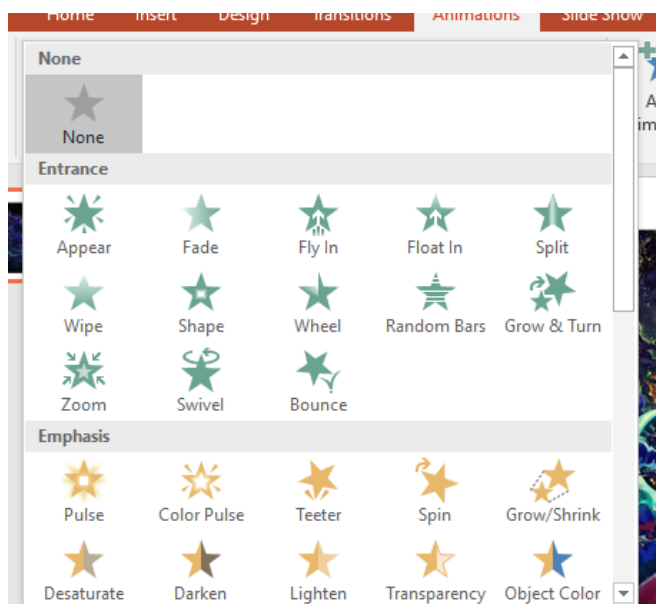 Home Insert Design Transitions Animations Slide Show
None
None
Entrance
Appear Fade Fly In Float In Split
Wipe Shape Wheel Random Bars Grow & Turn
Zoom Swivel Bounce
Emphasis
Pulse Color Pulse Teeter Spin Grow/Shrink
Desaturate Darken Lighten Transparency Object Color